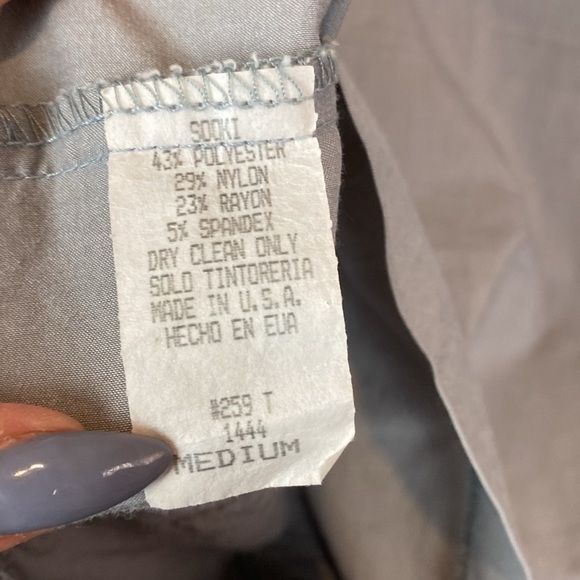 SOOKI
43% POLYESTER
29% NYLON
23% RAYON
5% SPANDEX
DRY CLEAN ONLY
SOLO TINTORERIA
MADE IN U.S.A.
HECHO EN EUA
#259 T
1444
MEDIUM